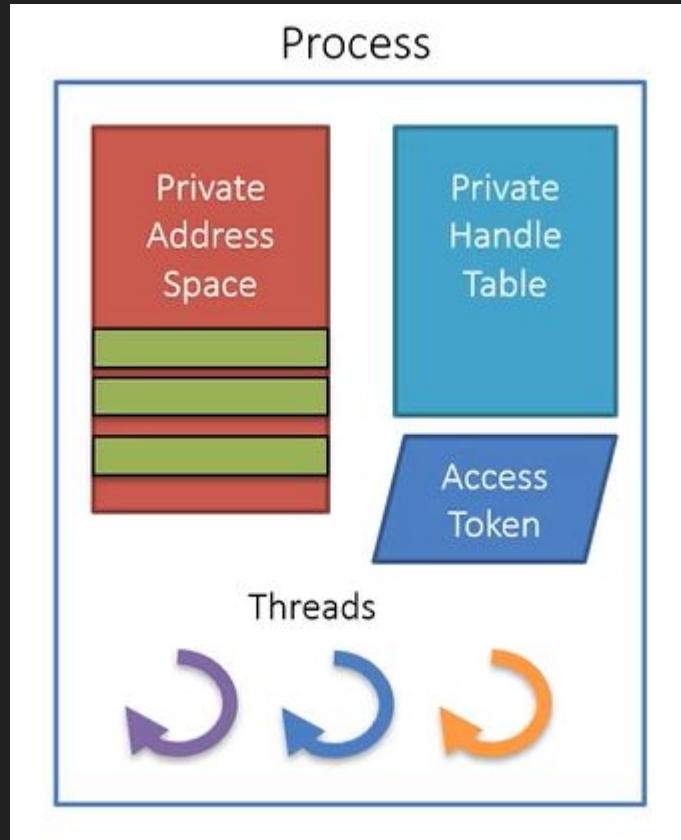 Process
Private
Address
Space
Private
Handle
Table
Access
Token
Threads